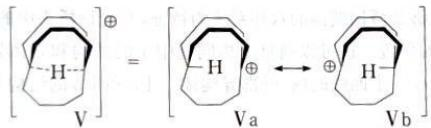 H ⊕ = H ⊕ ↔ ⊕ H
V Va Vb